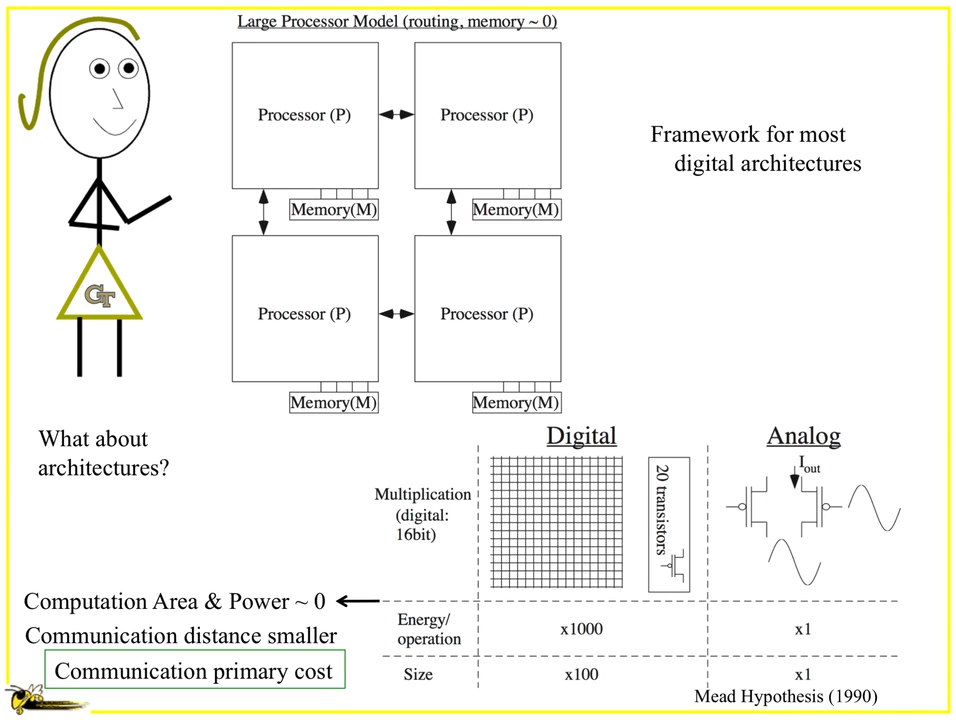 Large Processor Model (routing, memory ~ 0)
Processor (P)
Processor (P)
Memory(M)
Memory(M)
Processor (P)
Processor (P)
Memory(M)
Memory(M)
Framework for most
digital architectures
GT
What about
architectures?
Digital
Analog
Multiplication
(digital:
16bit)
20 transistors
Iout
Computation Area & Power ~ 0
Communication distance smaller
Communication primary cost
Energy/
operation
x1000
x1
Size
x100
x1
Mead Hypothesis (1990)